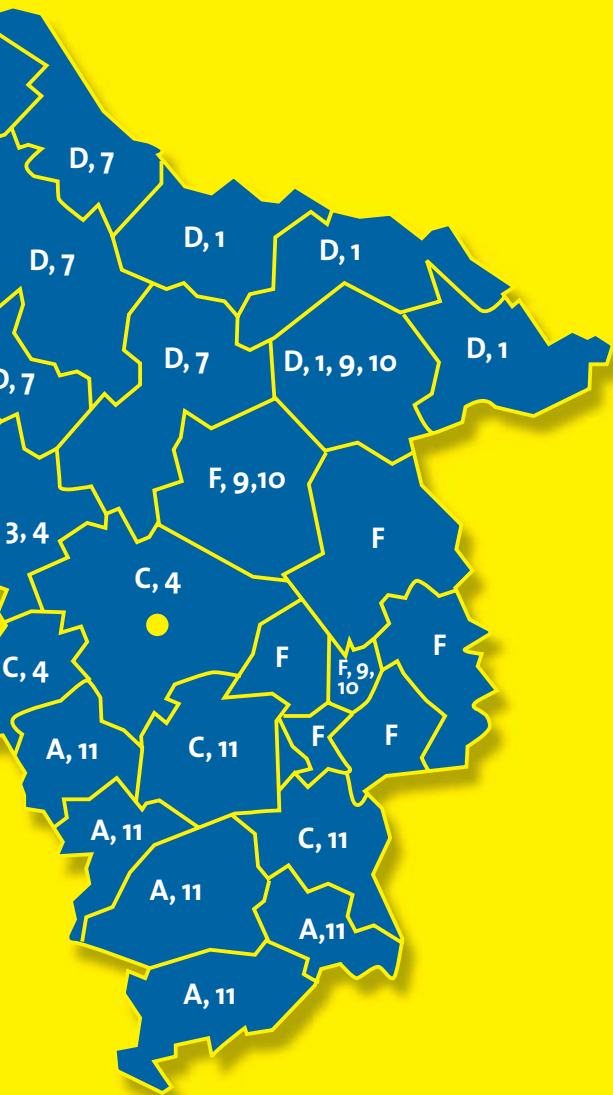 D, 7
D, 1
D, 1
D, 7
D, 1
D, 7
D, 1, 9, 10
D, 7
F, 9,10
3, 4
F
C, 4
F
F
C, 4
F, 9,
10
F
F
A, 11
C, 11
A, 11
C, 11
A, 11
A,11
A, 11